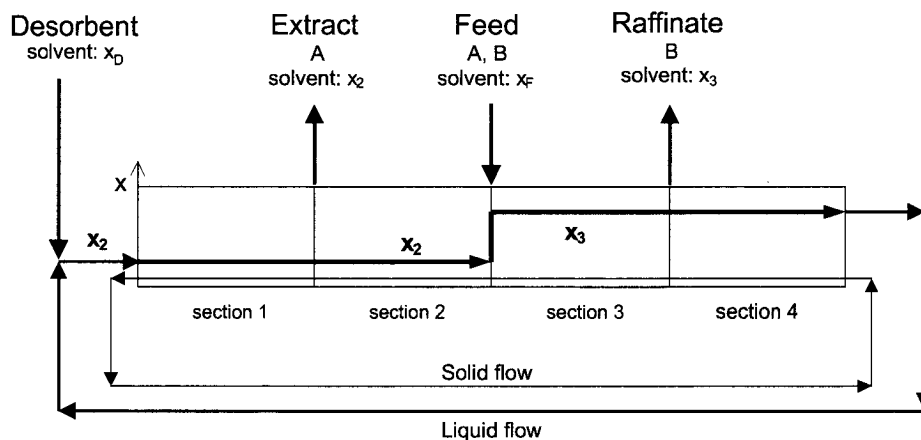 Desorbent
solvent: x_D
Extract
A
solvent: x_2
Feed
A, B
solvent: x_F
Raffinate
B
solvent: x_3
x
x_2
x_2
x_3
section 1
section 2
section 3
section 4
Solid flow
Liquid flow